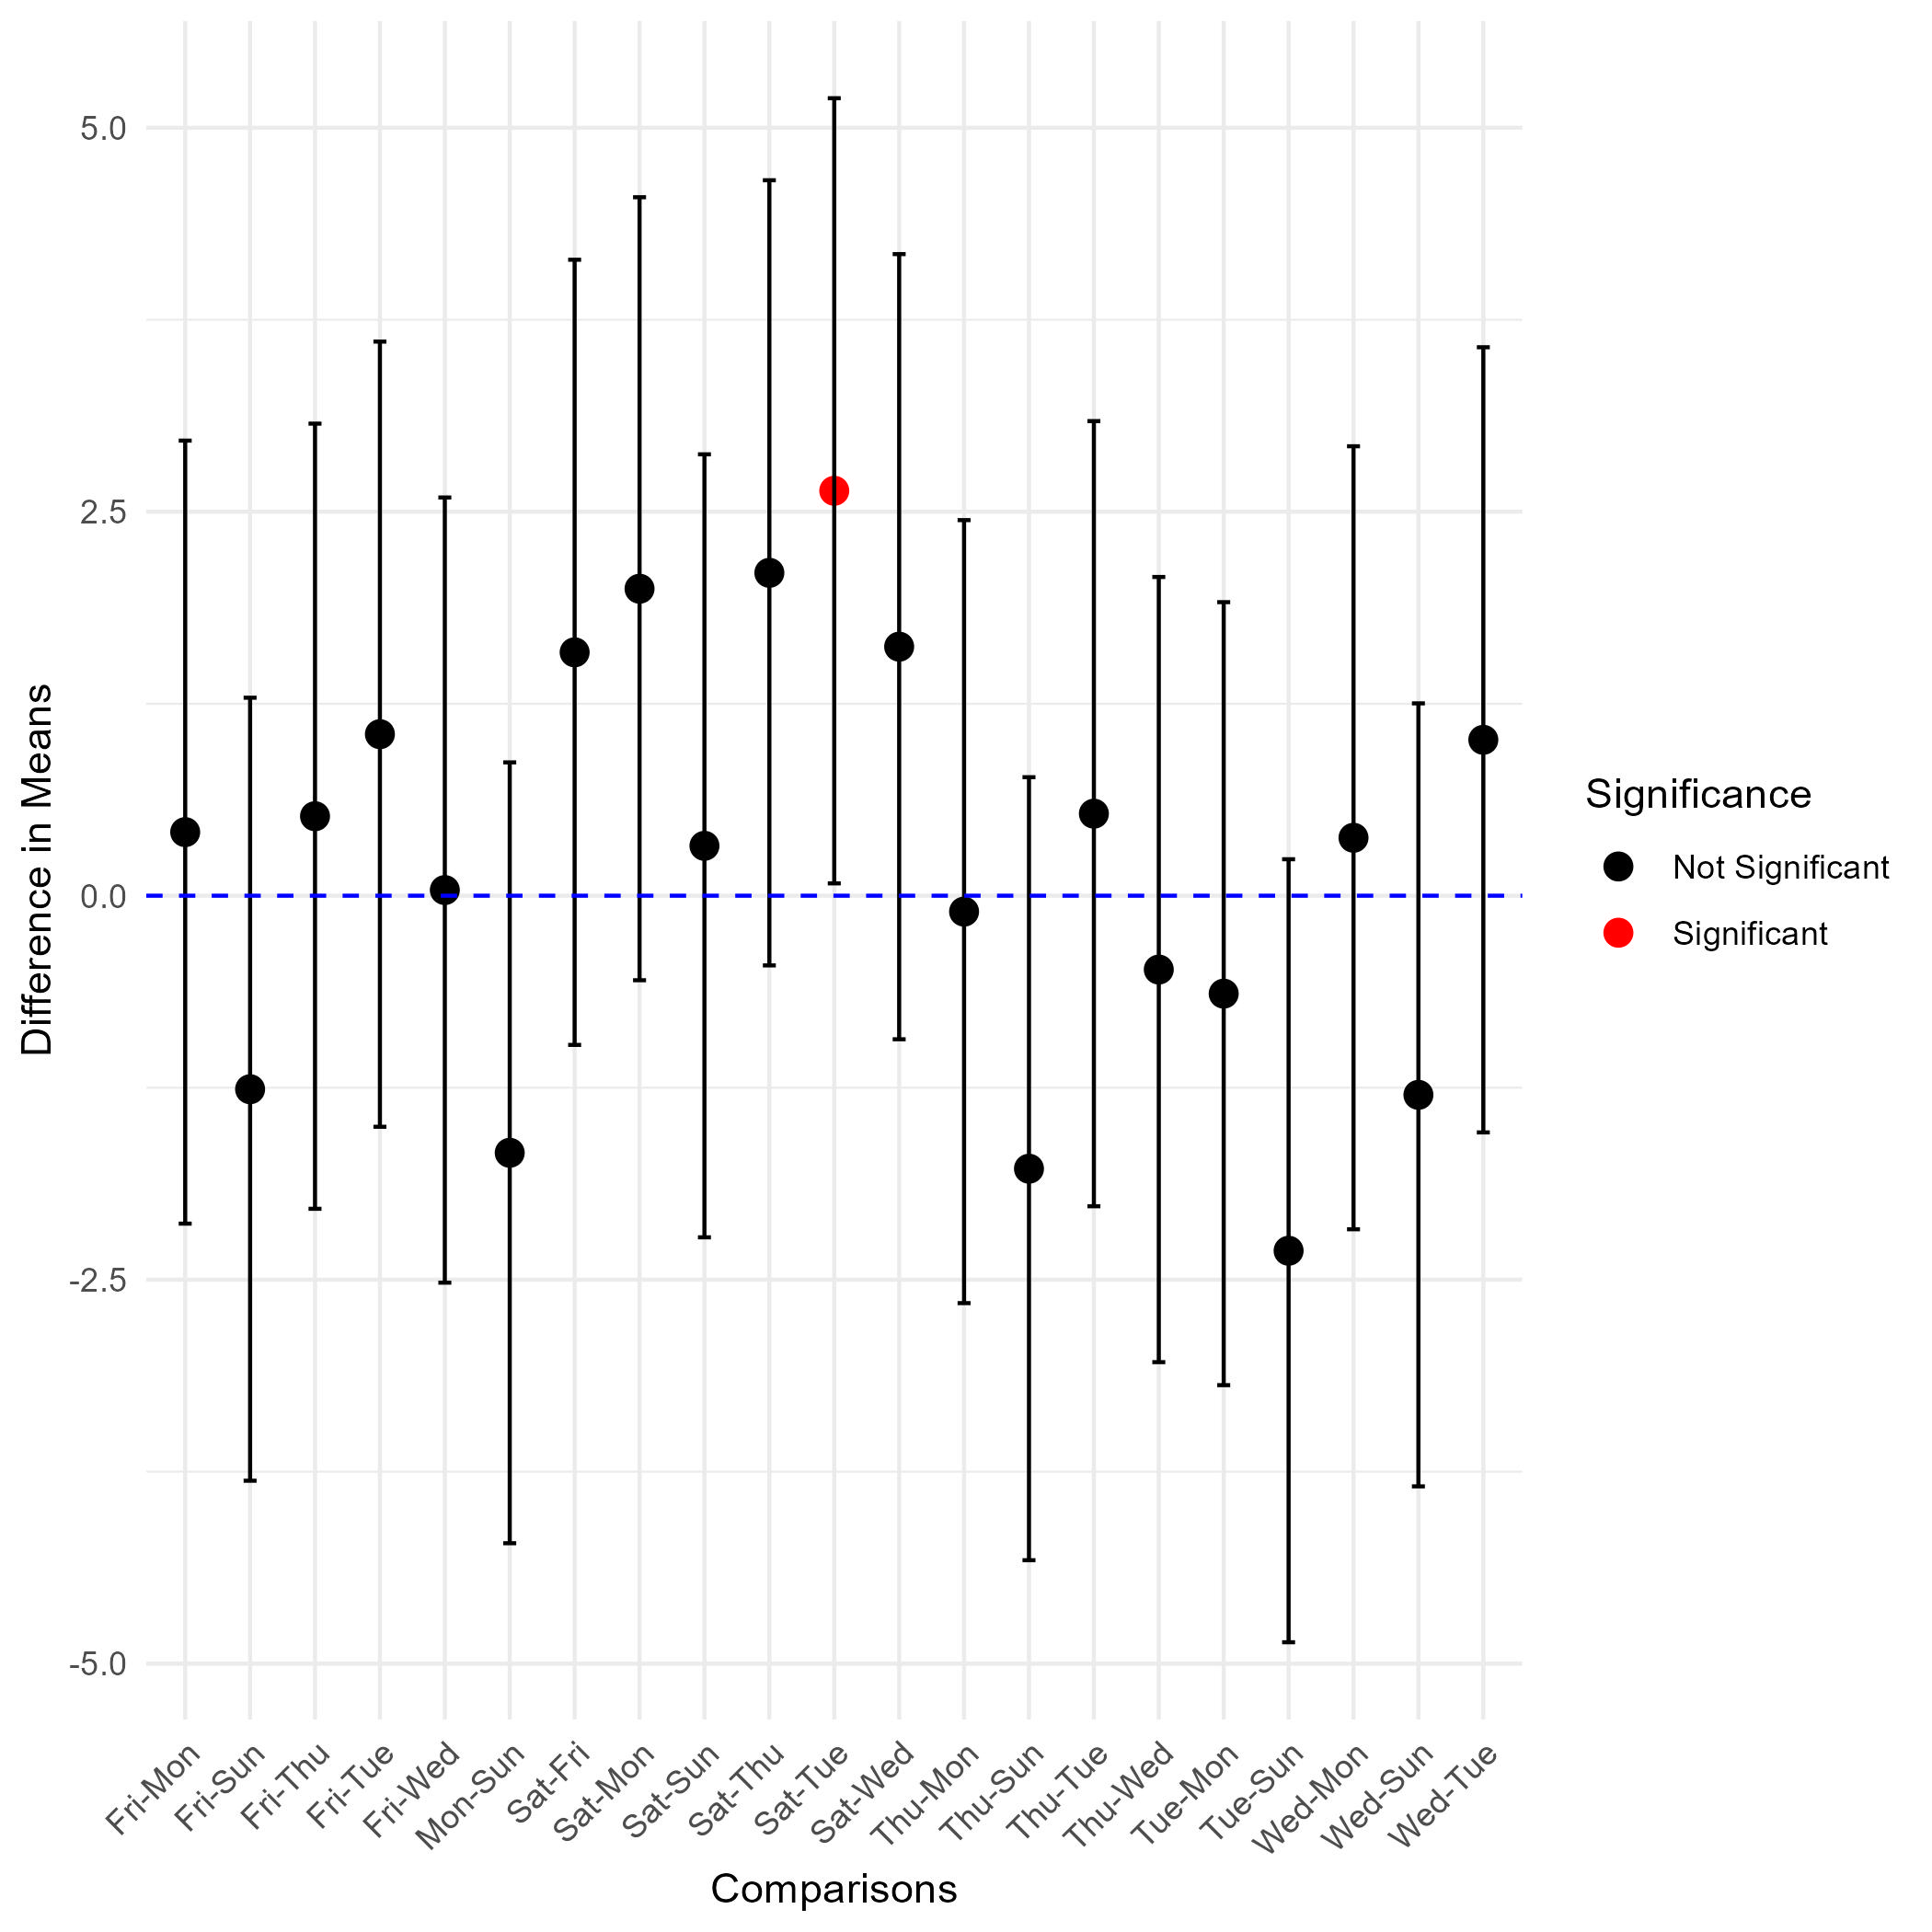 5.0
2.5
0.0
-2.5
-5.0
Difference in Means
Fri-Mon
Fri-Sun
Fri-Thu
Fri-Tue
Fri-Wed
Mon-Sun
Sat-Fri
Sat-Mon
Sat-Sun
Sat-Thu
Sat-Tue
Sat-Wed
Thu-Mon
Thu-Sun
Thu-Tue
Thu-Wed
Tue-Mon
Tue-Sun
Wed-Mon
Wed-Sun
Wed-Tue
Comparisons
Significance
Not Significant
Significant